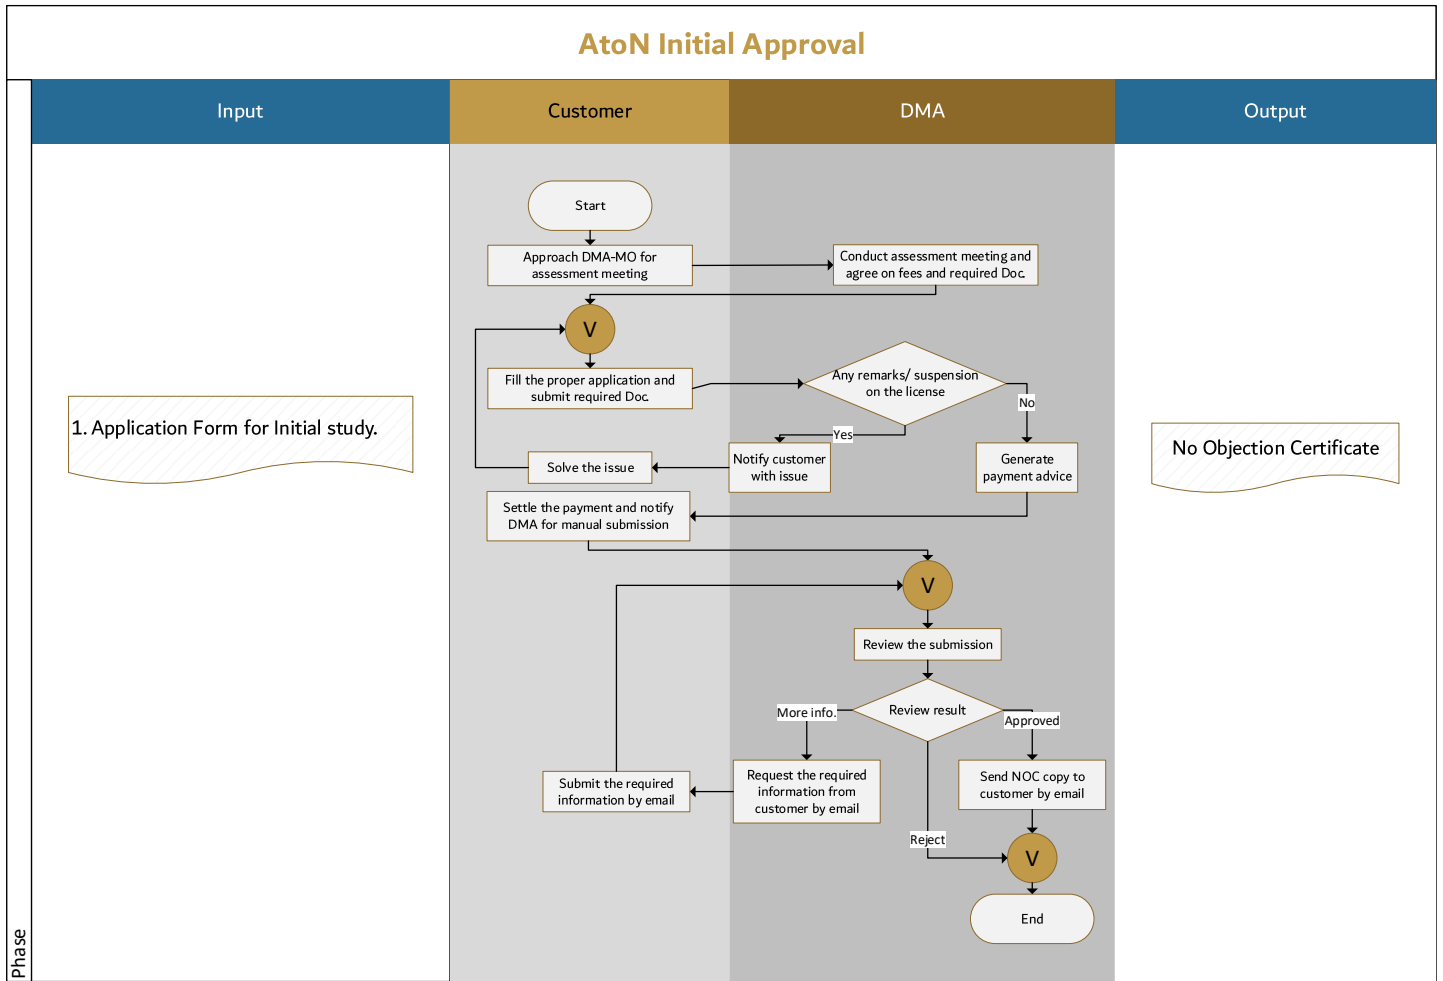 AtoN Initial Approval
Input
Customer
DMA
Output
Start
Approach DMA-MO for
assessment meeting
Conduct assessment meeting and
agree on fees and required Doc.
V
Fill the proper application and
submit required Doc.
Any remarks/ suspension
on the license
No
Yes
1. Application Form for Initial study.
No Objection Certificate
Solve the issue
Notify customer
with issue
Generate
payment advice
Settle the payment and notify
DMA for manual submission
V
Review the submission
Review result
More info.
Approved
Submit the required
information by email
Request the required
information from
customer by email
Send NOC copy to
customer by email
Reject
V
End
Phase